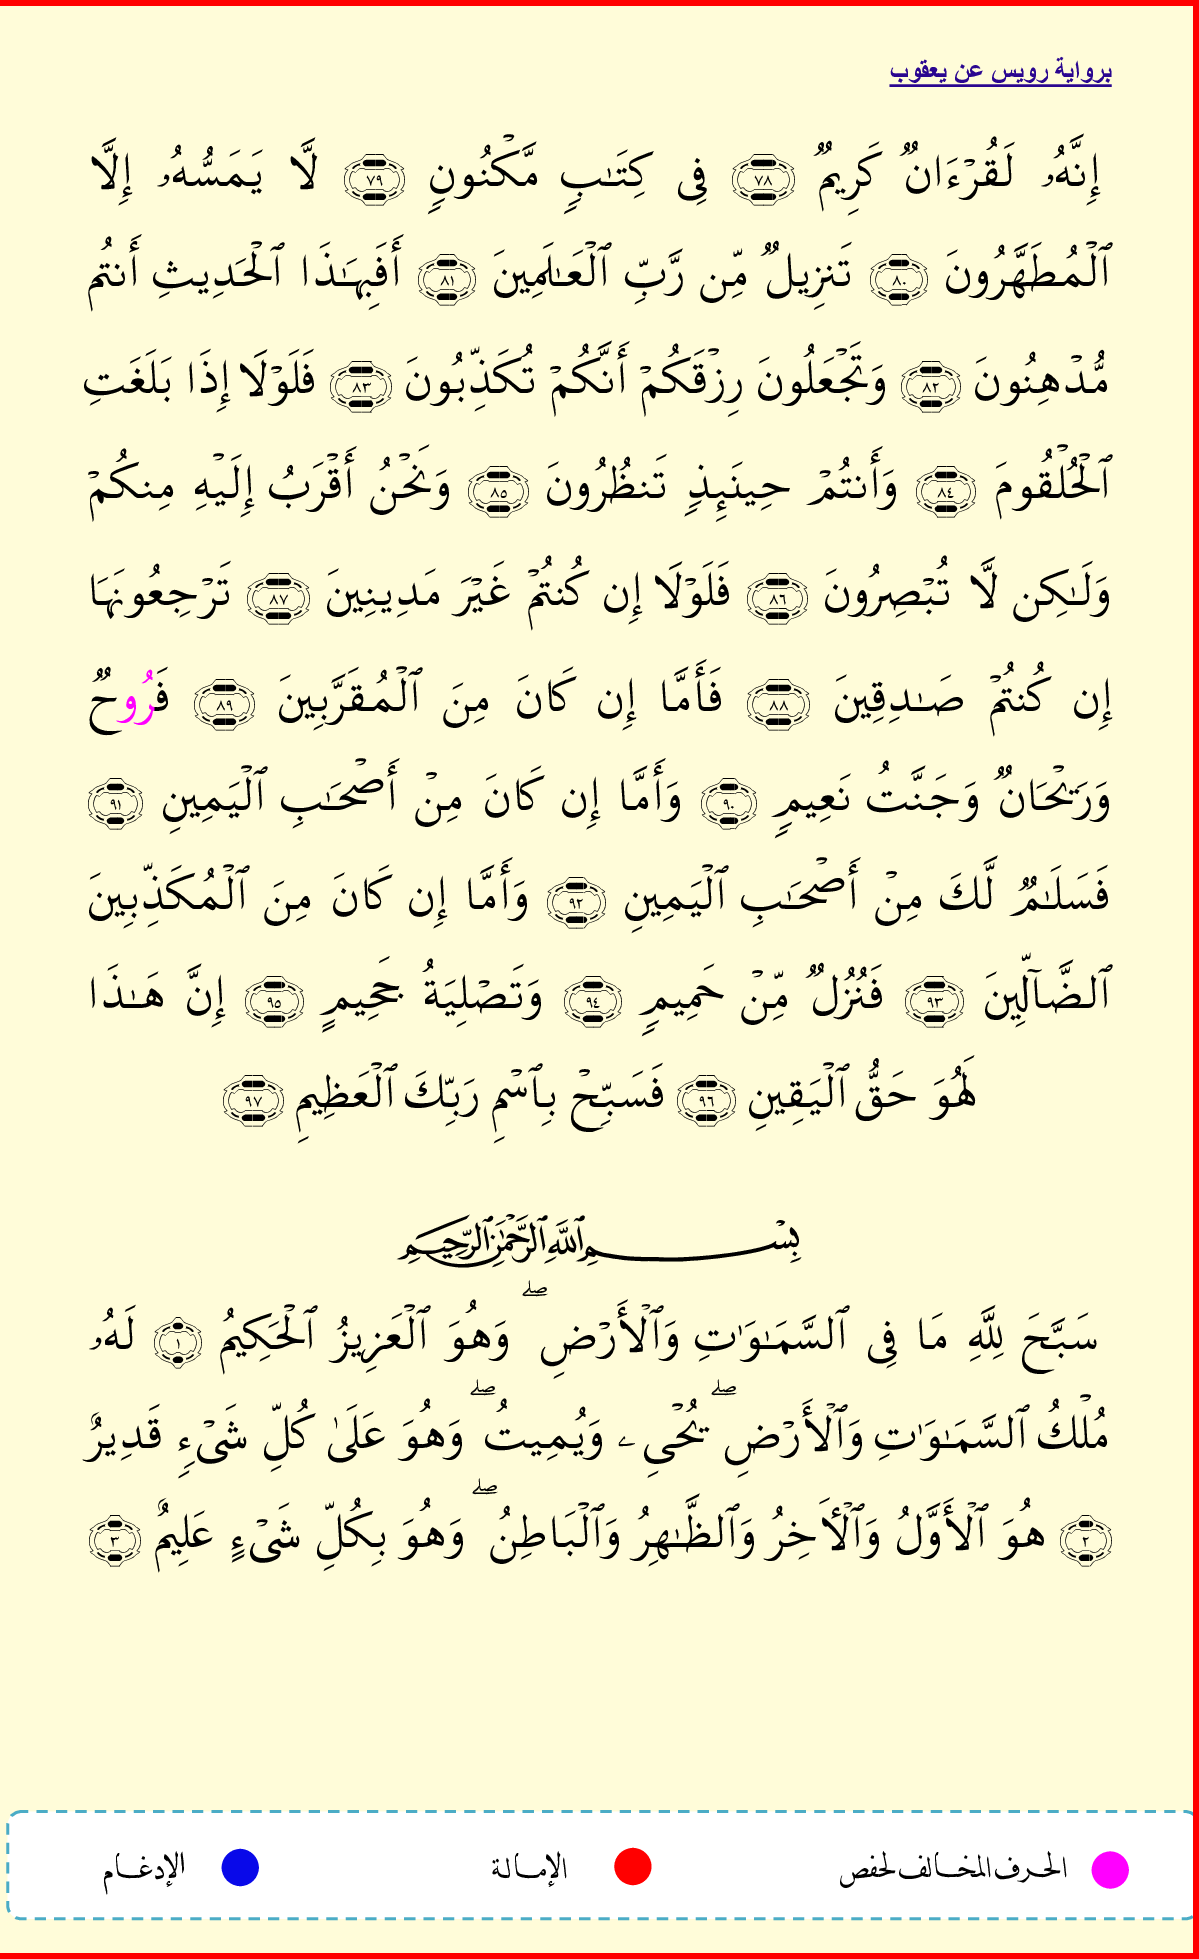 برواية رويس عن يعقوب
إِنَّهُۥ لَقُرْءَانٌ كَرِيمٌ ٧٨ فِى كِتَـٰبٍ مَّكْنُونٍ ٧٩ لَّا يَمَسُّهُۥ إِلَّا
ٱلْمُطَهَّرُونَ ٨٠ تَنزِيلٌ مِّن رَّبِّ ٱلْعَـٰلَمِينَ ٨١ أَفَبِهَـٰذَا ٱلْحَدِيثِ أَنتُم
مُّدْهِنُونَ ٨٢ وَتَجْعَلُونَ رِزْقَكُمْ أَنَّكُمْ تُكَذِّبُونَ ٨٣ فَلَوْلَا إِذَا بَلَغَتِ
ٱلْحُلْقُومَ ٨٤ وَأَنتُمْ حِينَئِذٍ تَنظُرُونَ ٨٥ وَنَحْنُ أَقْرَبُ إِلَيْهِ مِنكُمْ
وَلَـٰكِن لَّا تُبْصِرُونَ ٨٦ فَلَوْلَا إِن كُنتُمْ غَيْرَ مَدِينِينَ ٨٧ تَرْجِعُونَهَا
إِن كُنتُمْ صَـٰدِقِينَ ٨٨ فَأَمَّا إِن كَانَ مِنَ ٱلْمُقَرَّبِينَ ٨٩ فَرُوحٌ
وَرَيْحَانٌ وَجَنَّتُ نَعِيمٍ ٩٠ وَأَمَّا إِن كَانَ مِنْ أَصْحَـٰبِ ٱلْيَمِينِ ٩١
فَسَلَـٰمٌ لَّكَ مِنْ أَصْحَـٰبِ ٱلْيَمِينِ ٩٢ وَأَمَّا إِن كَانَ مِنَ ٱلْمُكَذِّبِينَ
ٱلضَّآلِّينَ ٩٣ فَنُزُلٌ مِّنْ حَمِيمٍ ٩٤ وَتَصْلِيَةُ جَحِيمٍ ٩٥ إِنَّ هَـٰذَا
لَهُوَ حَقُّ ٱلْيَقِينِ ٩٦ فَسَبِّحْ بِٱسْمِ رَبِّكَ ٱلْعَظِيمِ ٩٧
بِسْمِ ٱللَّهِ ٱلرَّحْمَـٰنِ ٱلرَّحِيمِ
سَبَّحَ لِلَّهِ مَا فِى ٱلسَّمَـٰوَٰتِ وَٱلْأَرْضِ ۖ وَهُوَ ٱلْعَزِيزُ ٱلْحَكِيمُ ١ لَهُۥ
مُلْكُ ٱلسَّمَـٰوَٰتِ وَٱلْأَرْضِ ۖ يُحْىِۦ وَيُمِيتُ ۖ وَهُوَ عَلَىٰ كُلِّ شَىْءٍ قَدِيرٌ
٢ هُوَ ٱلْأَوَّلُ وَٱلْـَٔاخِرُ وَٱلظَّـٰهِرُ وَٱلْبَاطِنُ ۖ وَهُوَ بِكُلِّ شَىْءٍ عَلِيمٌ ٣
الحرف المخالف لحفص الإمالة الإدغام